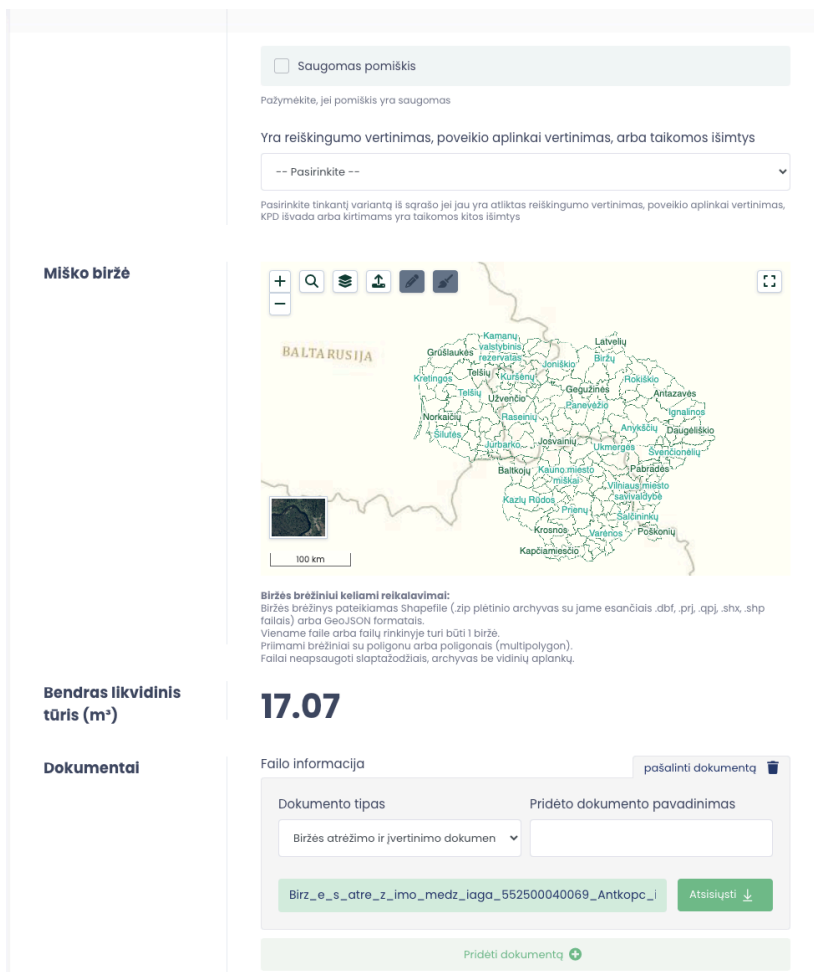 Saugomas pomiškis
Pažymėkite, jei pomiškis yra saugomas
Yra reiškingumo vertinimas, poveikio aplinkai vertinimas, arba taikomos išimtys
-- Pasirinkite --
Pasirinkite tinkantį variantą iš sąrašo jei jau yra atliktas reiškingumo vertinimas, poveikio aplinkai vertinimas,
KPD išvada arba kirtimams yra taikomos kitos išimtys
Miško biržė
+
−
BALTARUSIJA
Kamanų
valstybinis
rezervatas
Latvelių
Grūšlaukės
Joniškio
Biržų
Telšių
Kuršėnų
Kretingos
Rokiškio
Telšių
Gegužinės
Antazavės
Užvenčio
Panevėžio
Ignalinos
Norkaičių
Raseinių
Anykščių
Daugėliškio
Šilutės
Jurbarko
Josvainių
Ukmergės
Švenčionėlių
Baltkojų
Kauno miesto
miškai
Pabradės
Vilniaus miesto
savivaldybė
Kazlų Rūdos
Prienų
Šalčininkų
Krosnos
Varėnos
Poškonių
Kapčiamiesčio
100 km
Biržės brėžiniui keliami reikalavimai:
Biržės brėžinys pateikiamas Shapefile (.zip plėtinio archyvas su jame esančiais .dbf, .prj, .qpj, .shx, .shp
failais) arba GeoJSON formatais.
Viename faile arba failų rinkinyje turi būti 1 biržė.
Priimami brėžiniai su poligonu arba poligonais (multipolygon).
Failai neapsaugoti slaptažodžiais, archyvas be vidinių aplankų.
Bendras likvidinis
tūris (m³)
17.07
Dokumentai
Failo informacija
pašalinti dokumentą
Dokumento tipas
Pridėto dokumento pavadinimas
Biržės atrėžimo ir įvertinimo dokumen
Birz_e_s_atre_z_imo_medz_iaga_552500040069_Antkopc_i
Atsisiųsti
Pridėti dokumentą